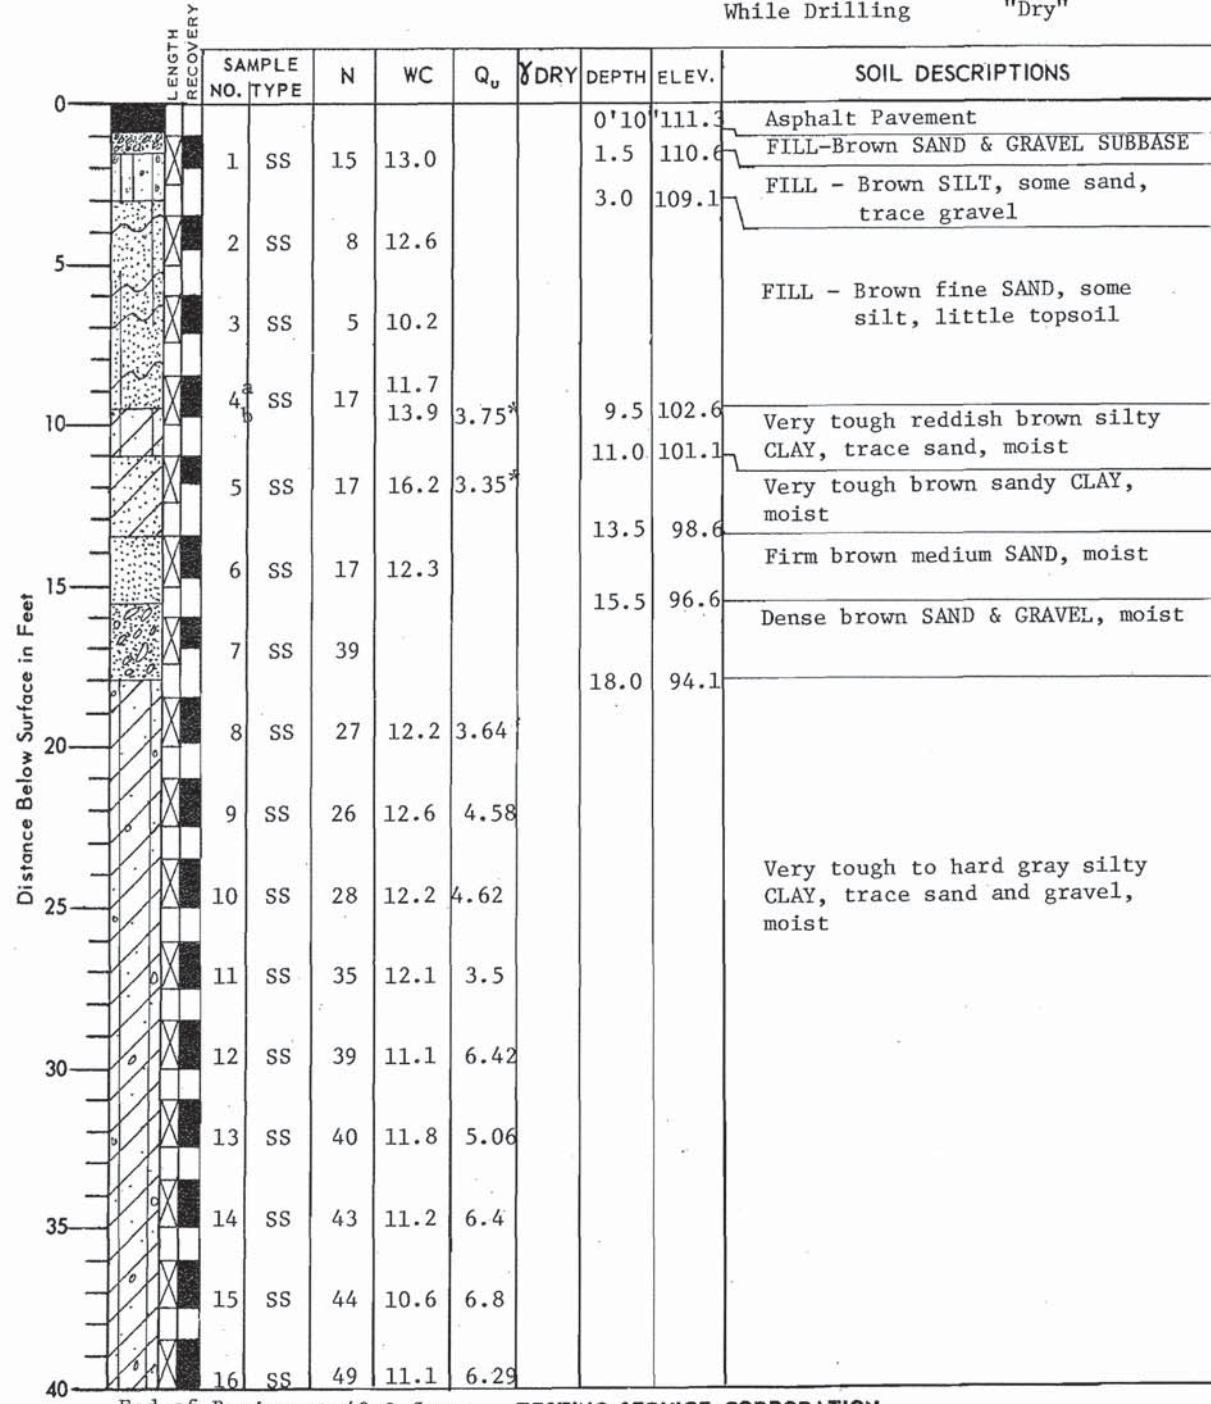 While Drilling "Dry"
LENGTH
RECOVERY
SAMPLE
NO. TYPE N WC Qu γDRY DEPTH ELEV. SOIL DESCRIPTIONS
0
0'10" 111.3 Asphalt Pavement
1 SS 15 13.0 1.5 110.6 FILL-Brown SAND & GRAVEL SUBBASE
3.0 109.1 FILL - Brown SILT, some sand,
trace gravel
2 SS 8 12.6
5
FILL - Brown fine SAND, some
silt, little topsoil
3 SS 5 10.2
4 a SS 17 11.7
b 13.9 3.75*
9.5 102.6
10
Very tough reddish brown silty
CLAY, trace sand, moist
11.0 101.1
5 SS 17 16.2 3.35*
Very tough brown sandy CLAY,
moist
13.5 98.6
Firm brown medium SAND, moist
6 SS 17 12.3
15
15.5 96.6
Dense brown SAND & GRAVEL, moist
7 SS 39
18.0 94.1
8 SS 27 12.2 3.64
20
9 SS 26 12.6 4.58
Very tough to hard gray silty
CLAY, trace sand and gravel,
moist
10 SS 28 12.2 4.62
25
11 SS 35 12.1 3.5
12 SS 39 11.1 6.42
30
13 SS 40 11.8 5.06
14 SS 43 11.2 6.4
35
15 SS 44 10.6 6.8
16 SS 49 11.1 6.29
40
Distance Below Surface in Feet
TESTING SERVICE CORPORATION